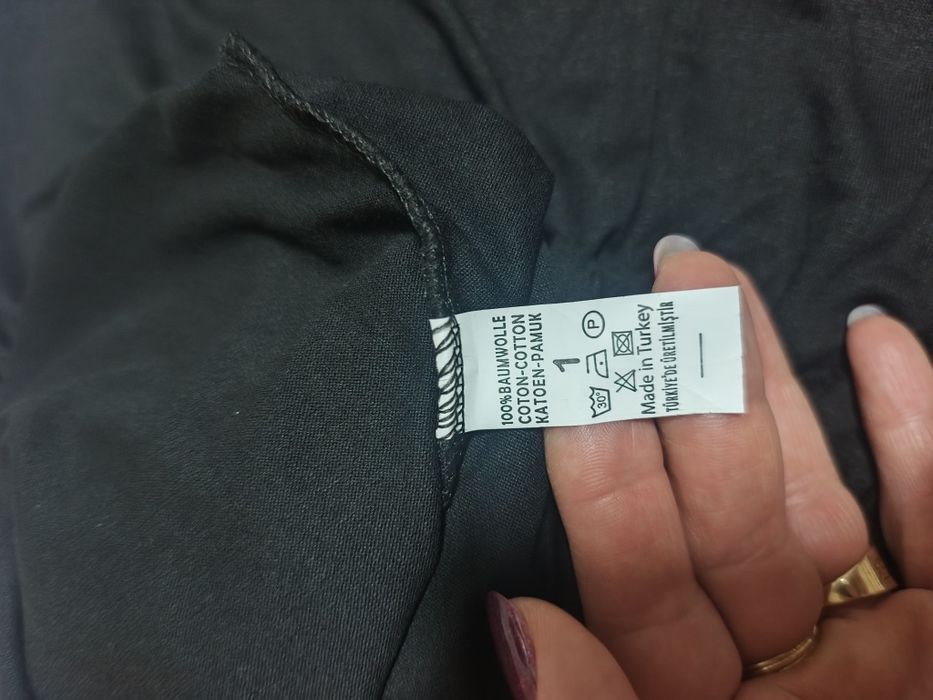 100%BAUMWOLLE
COTON-COTTON
KATOEN-PAMUK
1
30°
P
Made in Turkey
TÜRKİYE'DE ÜRETİLMİŞTİR